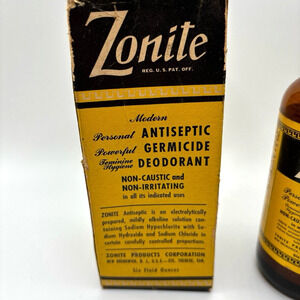 Zonite
REG. U.S. PAT. OFF.
Modern
Personal ANTISEPTIC
Powerful GERMICIDE
Feminine Hygiene DEODORANT
NON-CAUSTIC and
NON-IRRITATING
in all its indicated uses
ZONITE Antiseptic is an electrolytically
prepared, mildly alkaline solution con-
taining Sodium Hypochlorite with So-
dium Hydroxide and Sodium Chloride in
certain carefully controlled proportions.
ZONITE PRODUCTS CORPORATION
NEW BRUNSWICK, N. J., U.S.A.
Six Fluid Ounces
Z